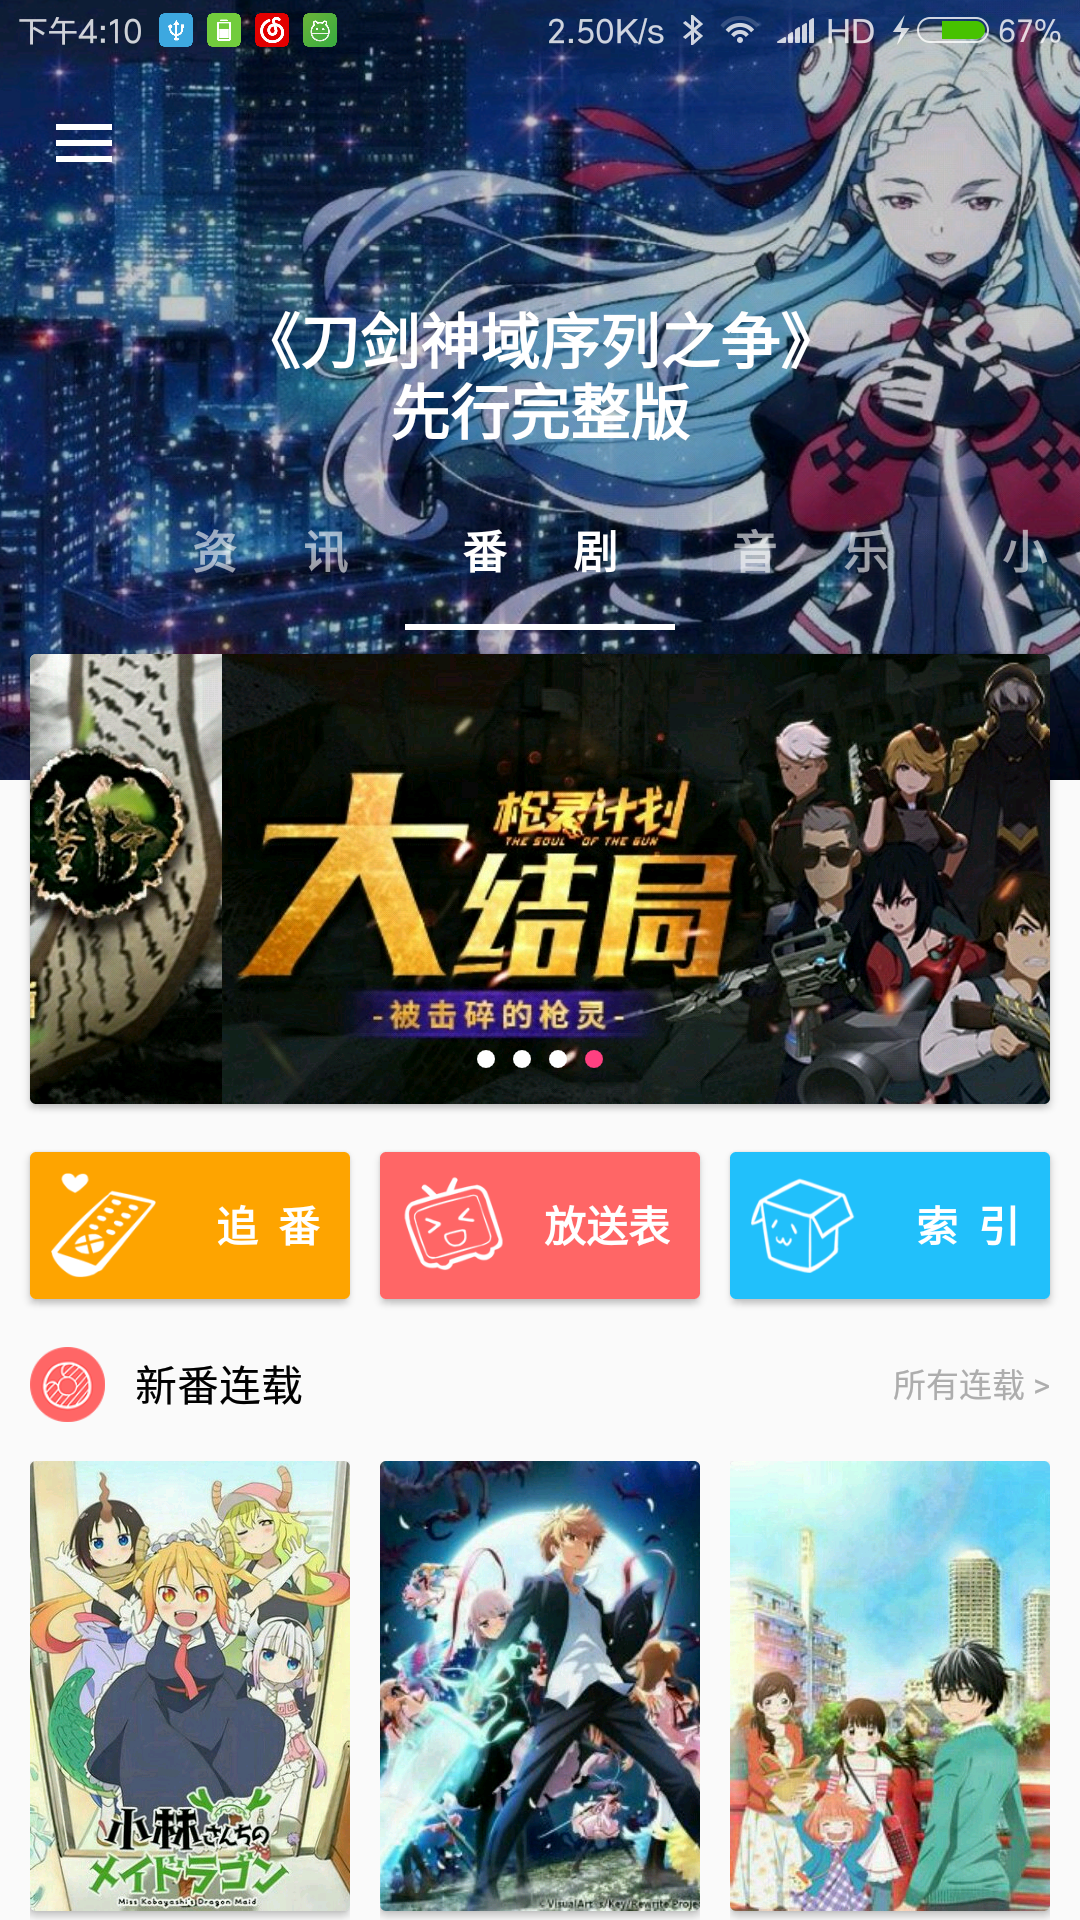 下午4:10
2.50K/s HD 67%
《刀剑神域序列之争》
先行完整版
资 讯 番 剧 音 乐 小
枪灵计划
THE SOUL OF THE GUN
大结局
-被击碎的枪灵-
追 番 放送表 索 引
新番连载 所有连载 >
小林さんちの
メイドラゴン
Miss Kobayashi's Dragon Maid
©VisualArt's/Key/Rewrite Proje